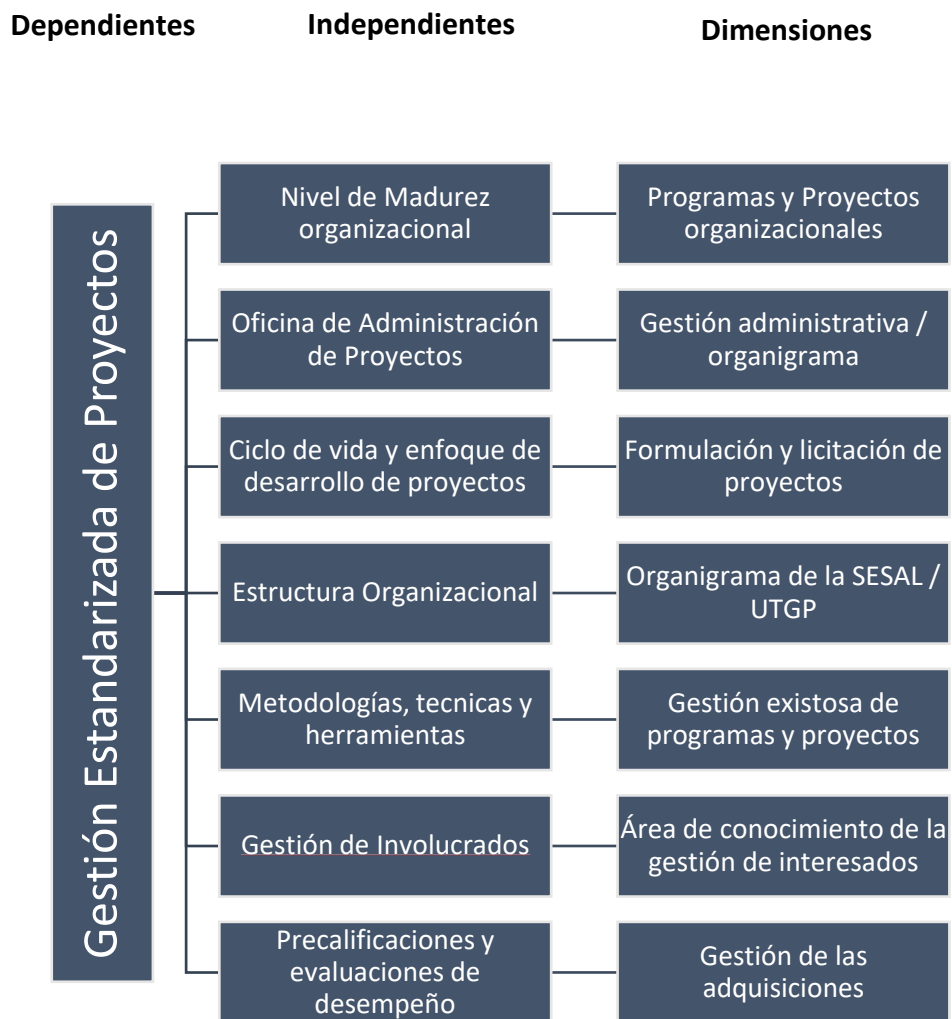 Dependientes
Independientes
Dimensiones
Gestión Estandarizada de Proyectos
Nivel de Madurez
organizacional
Programas y Proyectos
organizacionales
Oficina de Administración
de Proyectos
Gestión administrativa /
organigrama
Ciclo de vida y enfoque de
desarrollo de proyectos
Formulación y licitación de
proyectos
Estructura Organizacional
Organigrama de la SESAL /
UTGP
Metodologías, tecnicas y
herramientas
Gestión existosa de
programas y proyectos
Gestión de Involucrados
Área de conocimiento de la
gestión de interesados
Precalificaciones y
evaluaciones de
desempeño
Gestión de las
adquisiciones